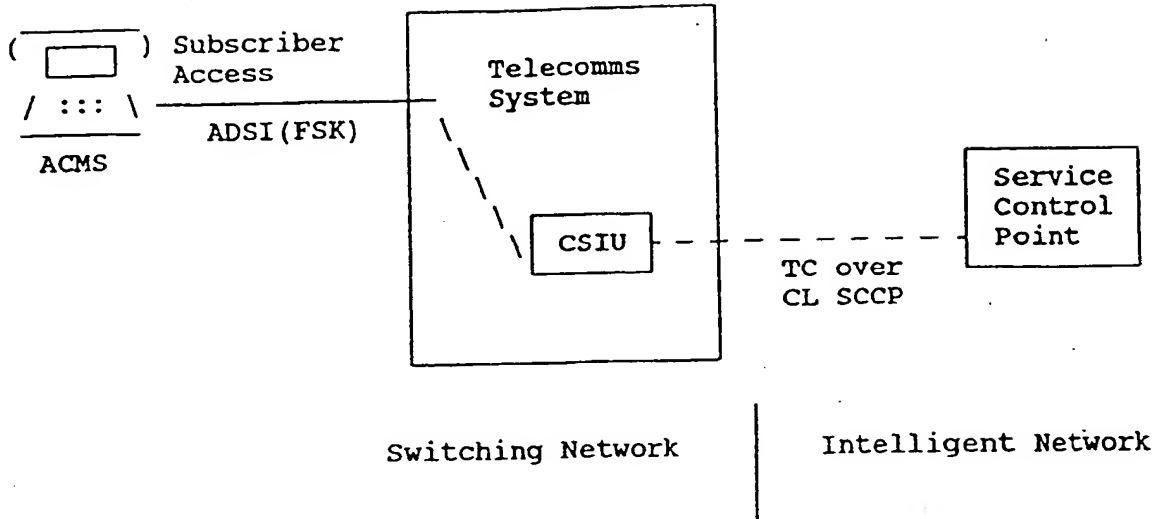 Subscriber
Access
ADSI(FSK)
ACMS
Telecomms
System
CSIU
TC over
CL SCCP
Service
Control
Point
Switching Network
Intelligent Network